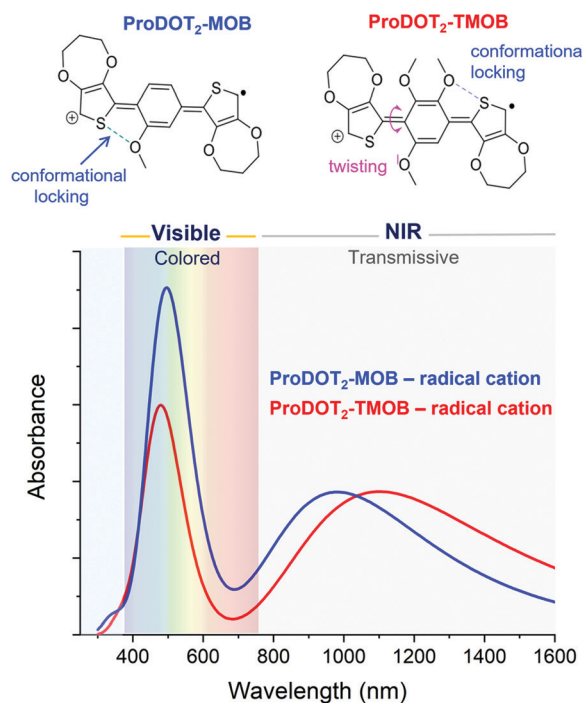 ProDOT₂-MOB
ProDOT₂-TMOB
O
O
S
⊕
O
O
O
•
conformational
locking
conformational
locking
O
O
O
O
S
⊕
S
O
O
O
•
twisting
Visible
NIR
Colored
Transmissive
ProDOT₂-MOB – radical cation
ProDOT₂-TMOB – radical cation
Absorbance
400 600 800 1000 1200 1400 1600
Wavelength (nm)